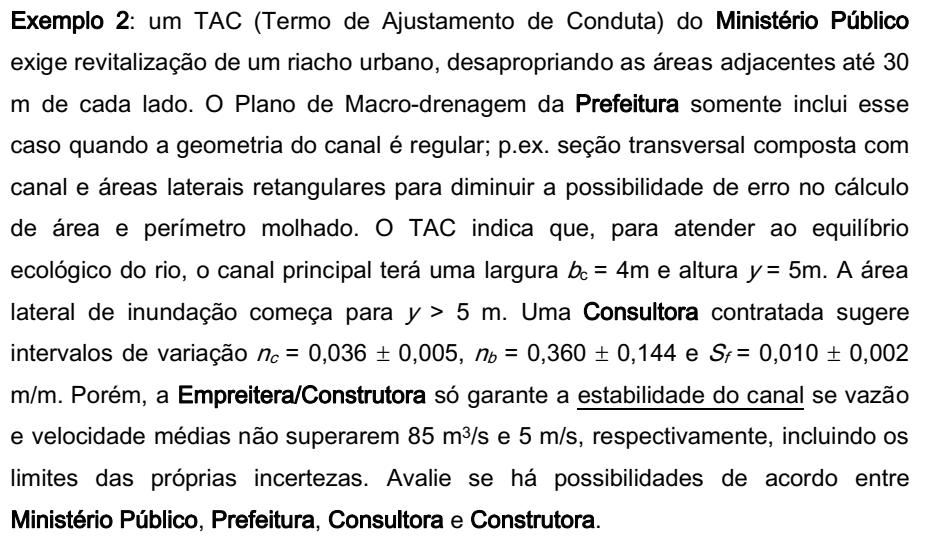 Exemplo 2: um TAC (Termo de Ajustamento de Conduta) do Ministério Público
exige revitalização de um riacho urbano, desapropriando as áreas adjacentes até 30
m de cada lado. O Plano de Macro-drenagem da Prefeitura somente inclui esse
caso quando a geometria do canal é regular; p.ex. seção transversal composta com
canal e áreas laterais retangulares para diminuir a possibilidade de erro no cálculo
de área e perímetro molhado. O TAC indica que, para atender ao equilíbrio
ecológico do rio, o canal principal terá uma largura bc = 4m e altura y = 5m. A área
lateral de inundação começa para y > 5 m. Uma Consultora contratada sugere
intervalos de variação nc = 0,036 ± 0,005, nb = 0,360 ± 0,144 e Sf = 0,010 ± 0,002
m/m. Porém, a Empreitera/Construtora só garante a estabilidade do canal se vazão
e velocidade médias não superarem 85 m³/s e 5 m/s, respectivamente, incluindo os
limites das próprias incertezas. Avalie se há possibilidades de acordo entre
Ministério Público, Prefeitura, Consultora e Construtora.